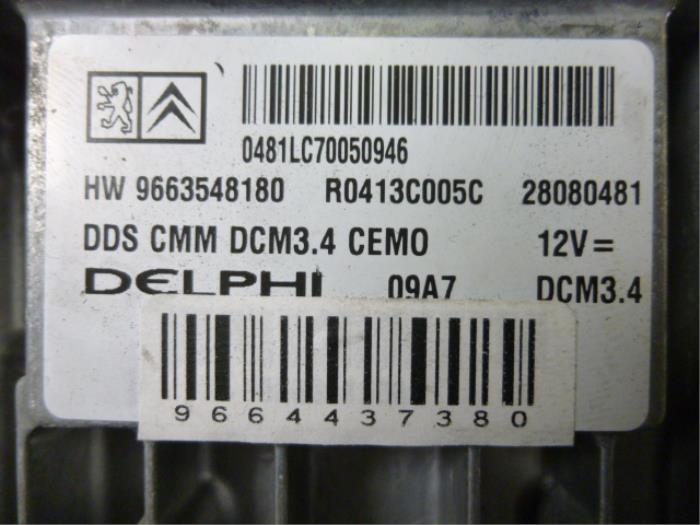 0481LC70050946
HW 9663548180 R0413C005C 28080481
DDS CMM DCM3.4 CEMO 12V=
DELPHI 09A7 DCM3.4
9664437380